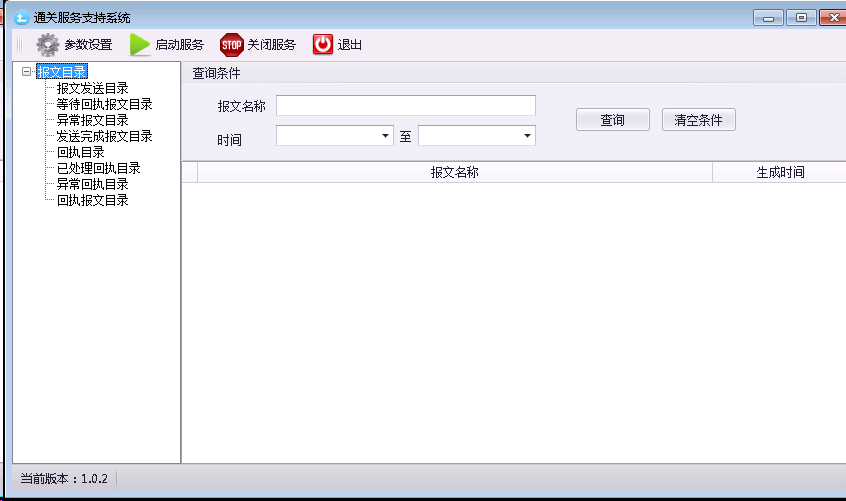 通关服务支持系统
参数设置 启动服务 STOP 关闭服务 退出
报文目录
报文发送目录
等待回执报文目录
异常报文目录
发送完成报文目录
回执目录
已处理回执目录
异常回执目录
回执报文目录
查询条件
报文名称
时间 至
查询 清空条件
报文名称 生成时间
当前版本：1.0.2